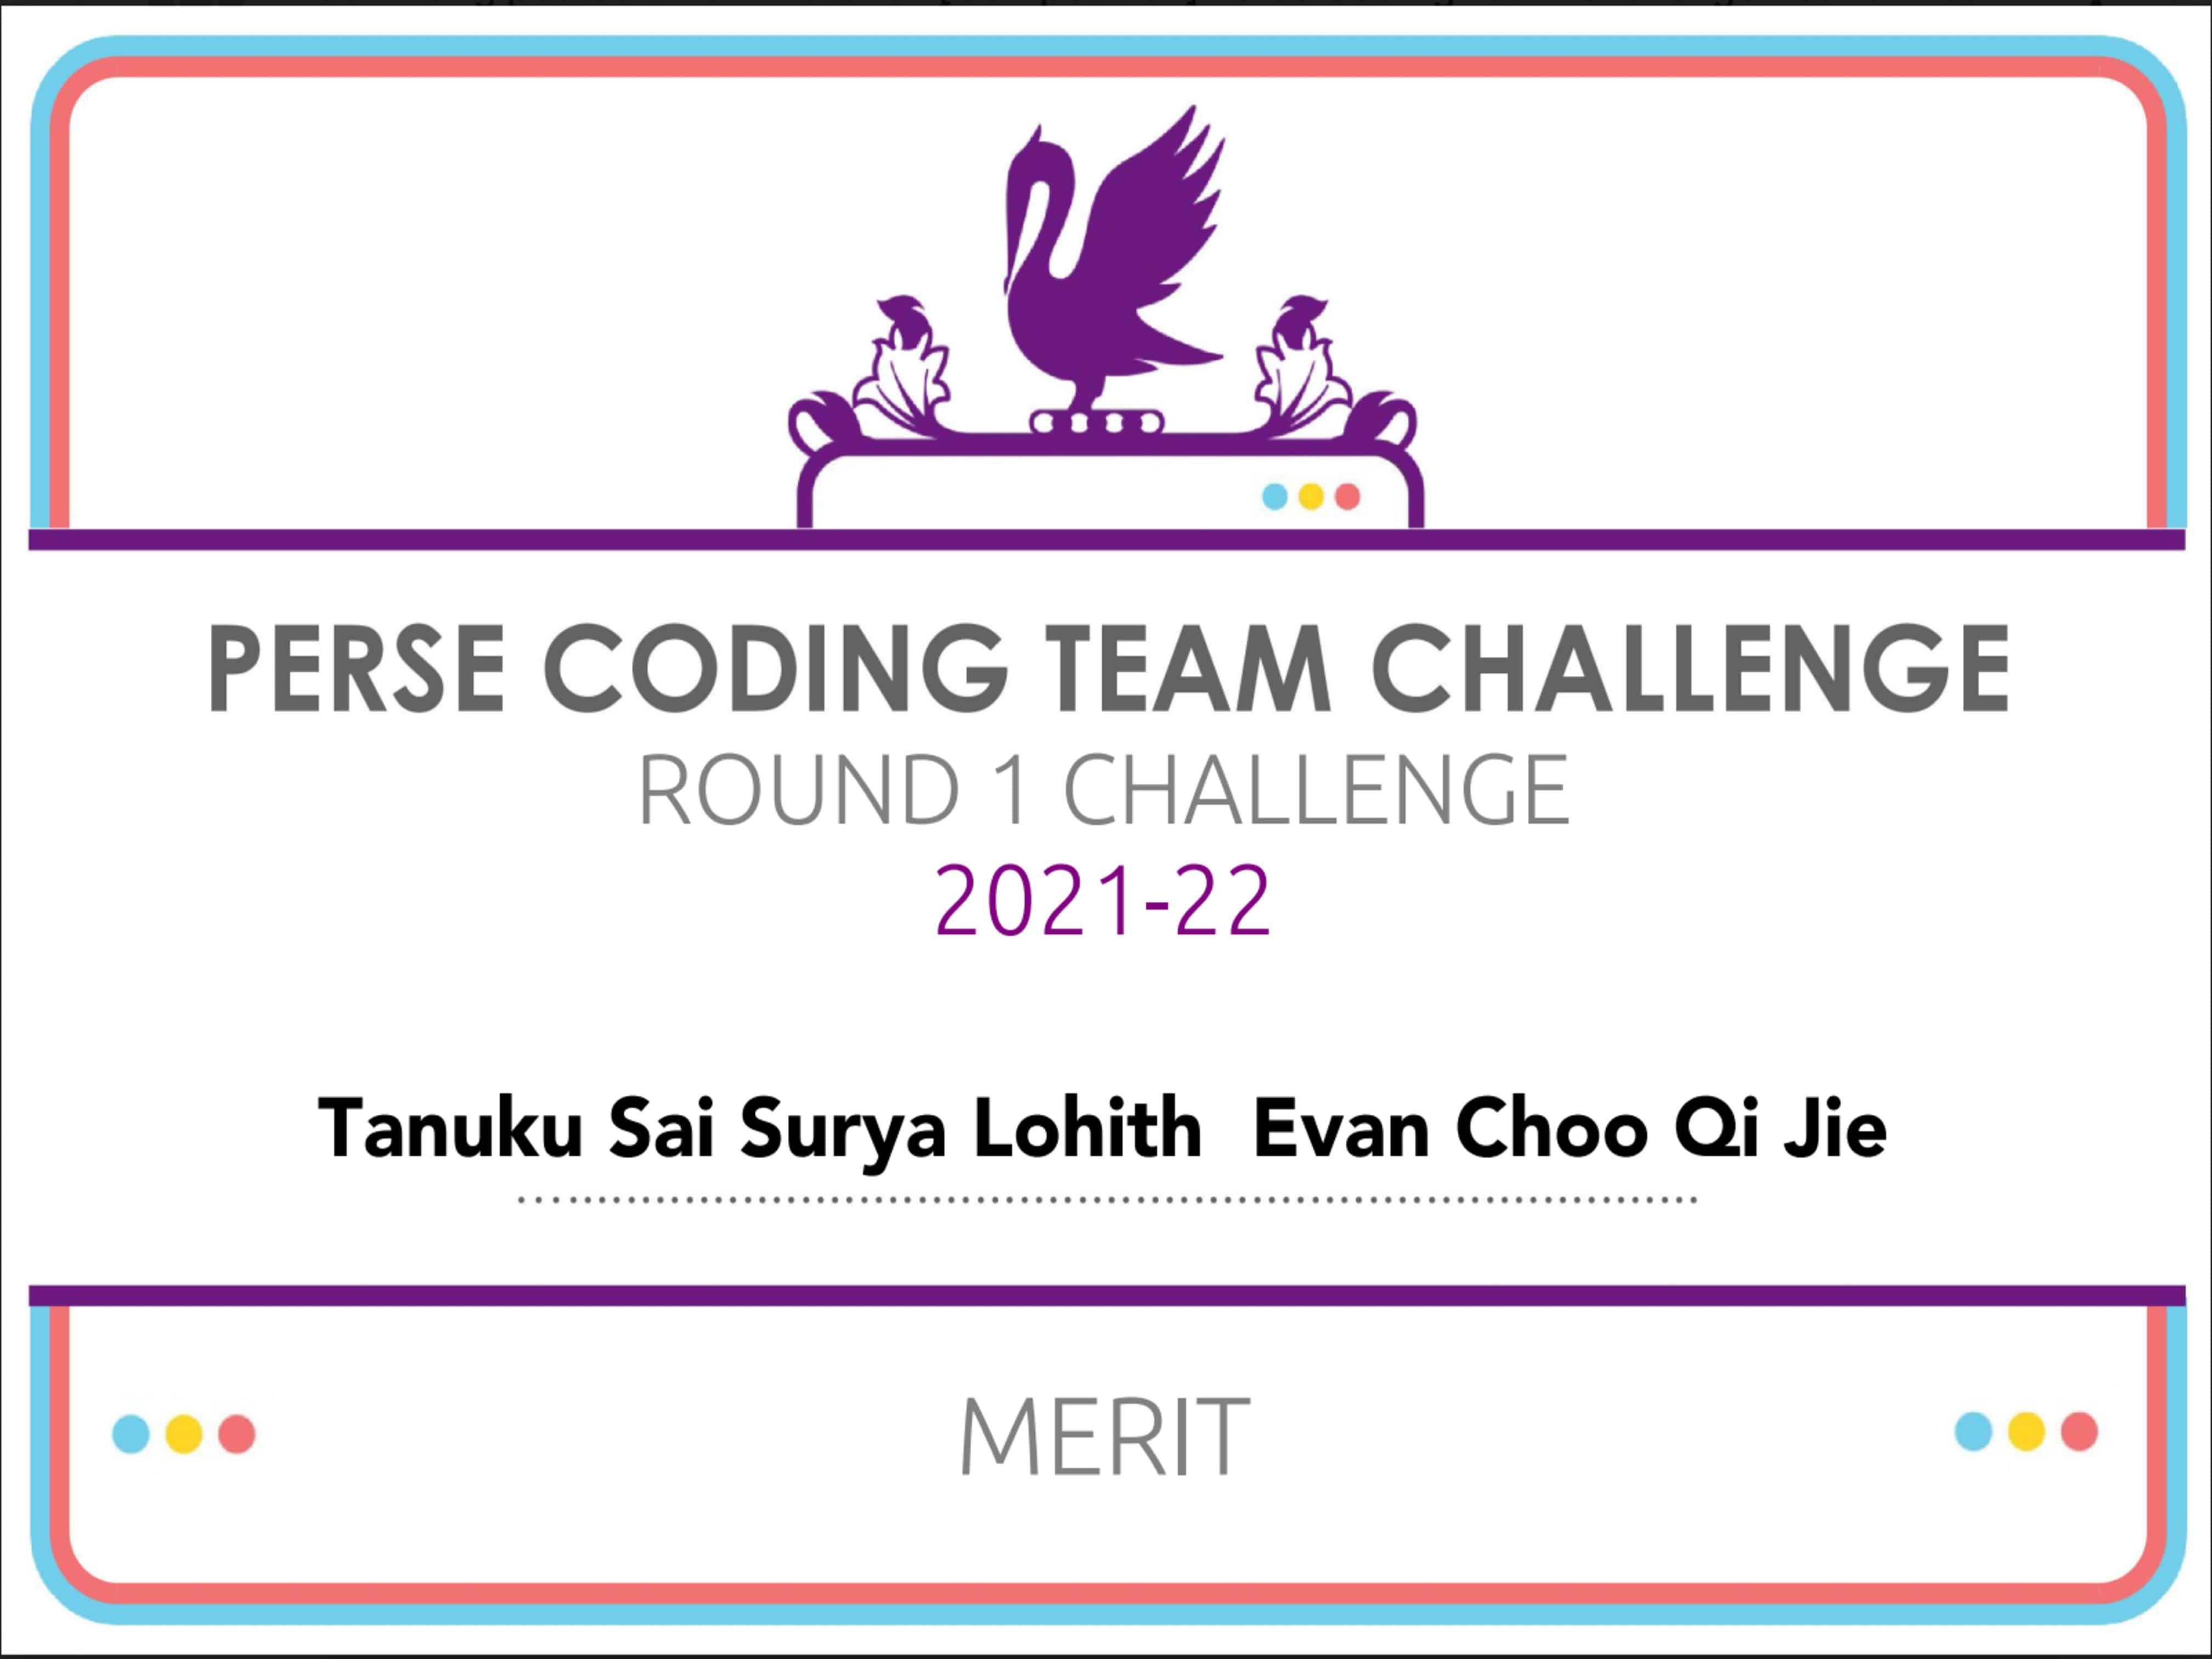 PERSE CODING TEAM CHALLENGE
ROUND 1 CHALLENGE
2021-22
Tanuku Sai Surya Lohith  Evan Choo Qi Jie
MERIT